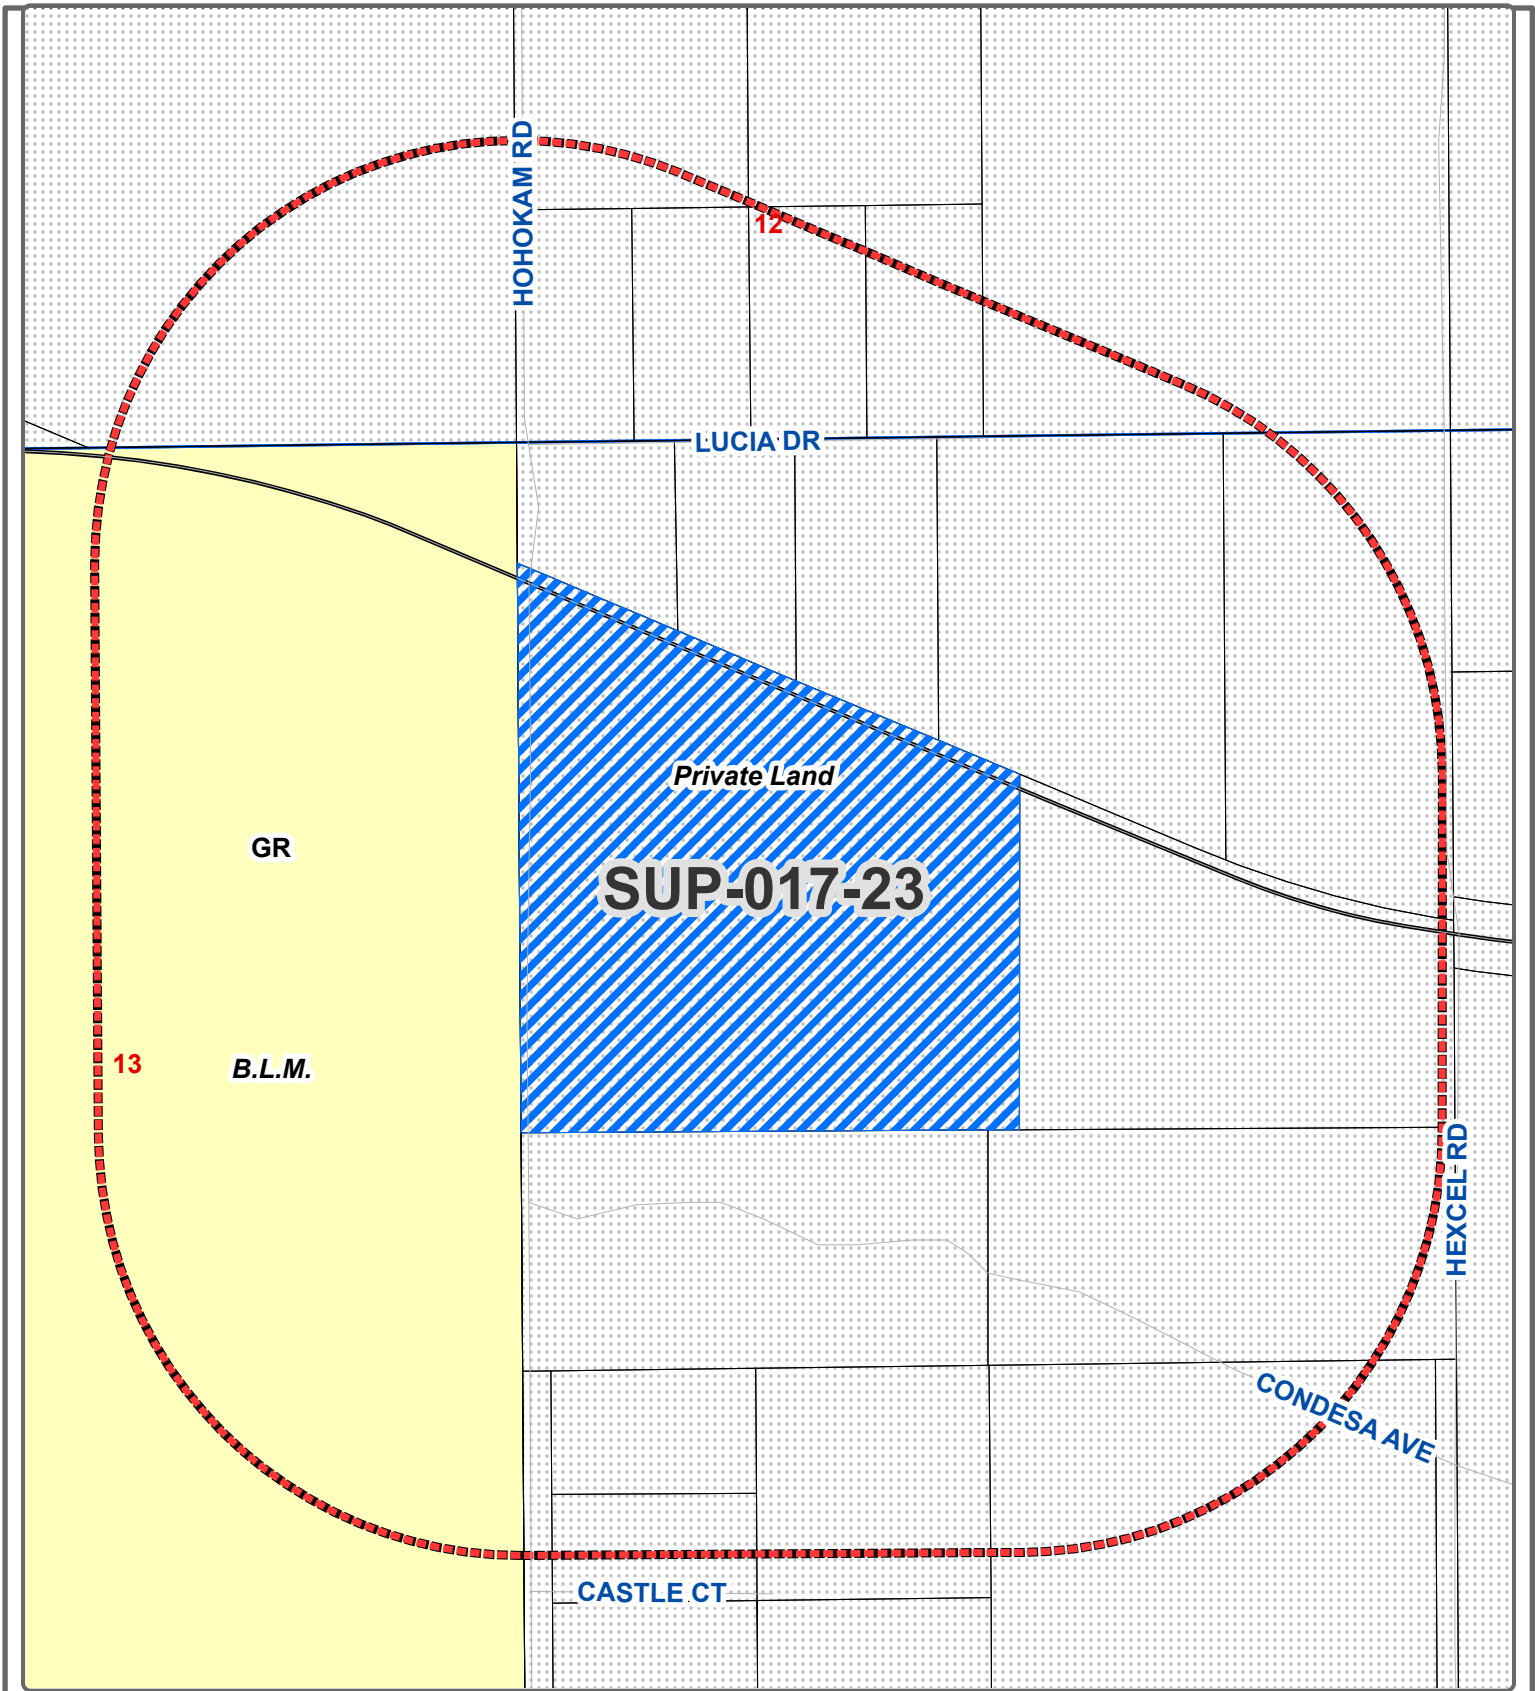 HOHOKAM RD
12
LUCIA DR
Private Land
GR
SUP-017-23
13
B.L.M.
HEXCEL RD
CONDESA AVE
CASTLE CT